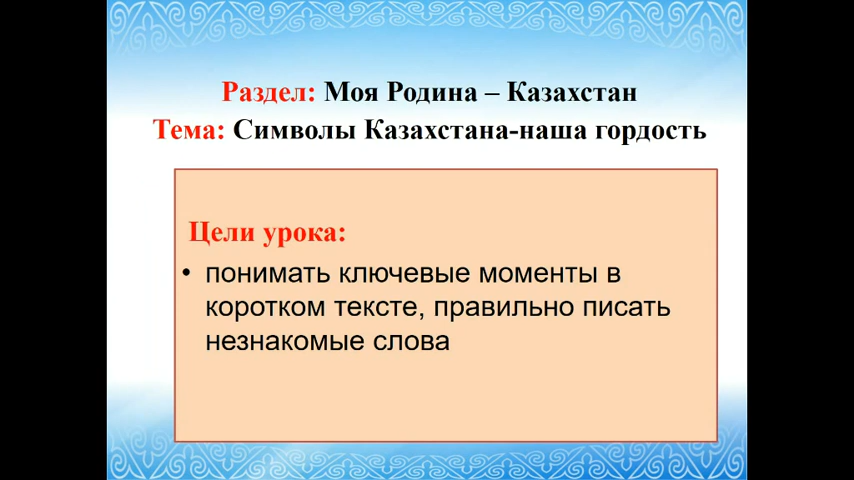 Раздел: Моя Родина – Казахстан
Тема: Символы Казахстана-наша гордость
Цели урока:
• понимать ключевые моменты в
коротком тексте, правильно писать
незнакомые слова